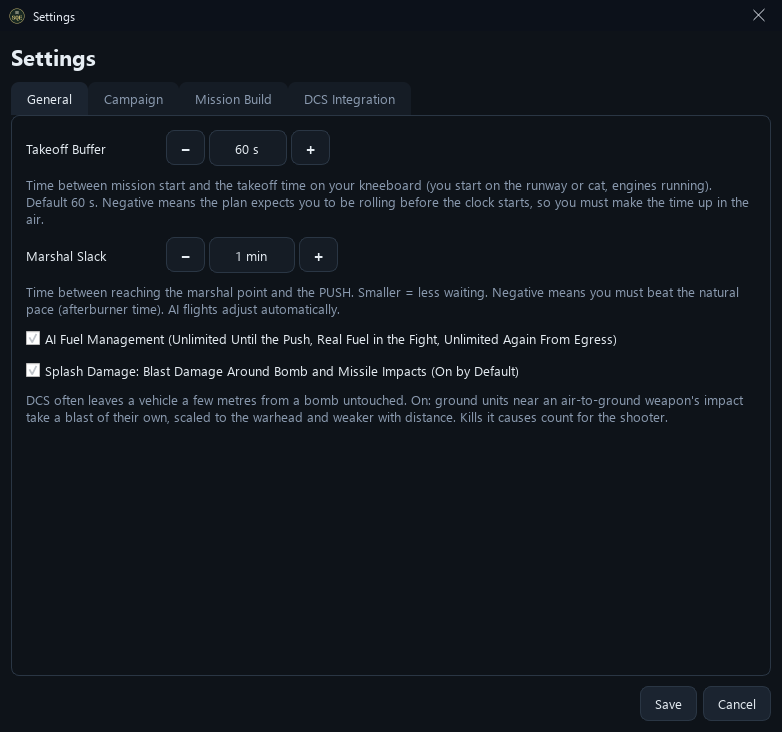 Settings
Settings
General Campaign Mission Build DCS Integration
Takeoff Buffer − 60 s +
Time between mission start and the takeoff time on your kneeboard (you start on the runway or cat, engines running).
Default 60 s. Negative means the plan expects you to be rolling before the clock starts, so you must make the time up in the
air.
Marshal Slack − 1 min +
Time between reaching the marshal point and the PUSH. Smaller = less waiting. Negative means you must beat the natural
pace (afterburner time). AI flights adjust automatically.
AI Fuel Management (Unlimited Until the Push, Real Fuel in the Fight, Unlimited Again From Egress)
Splash Damage: Blast Damage Around Bomb and Missile Impacts (On by Default)
DCS often leaves a vehicle a few metres from a bomb untouched. On: ground units near an air-to-ground weapon's impact
take a blast of their own, scaled to the warhead and weaker with distance. Kills it causes count for the shooter.
Save Cancel